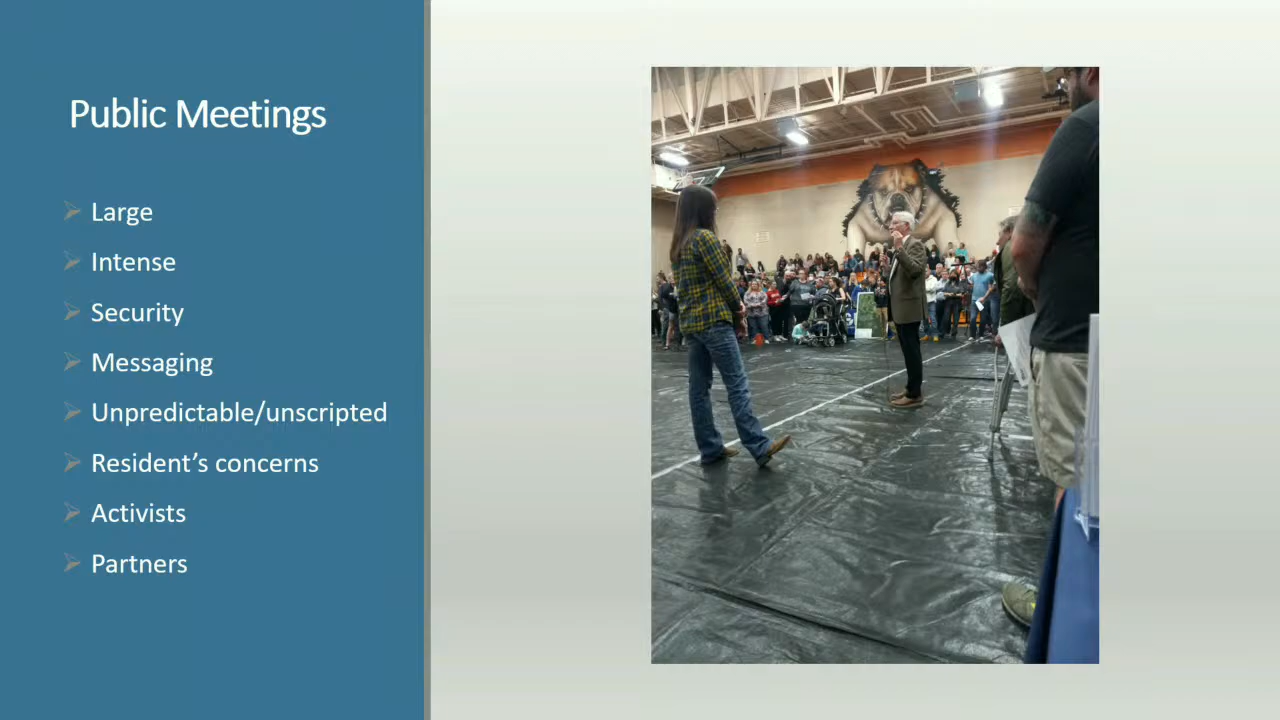 Public Meetings
Large
Intense
Security
Messaging
Unpredictable/unscripted
Resident’s concerns
Activists
Partners